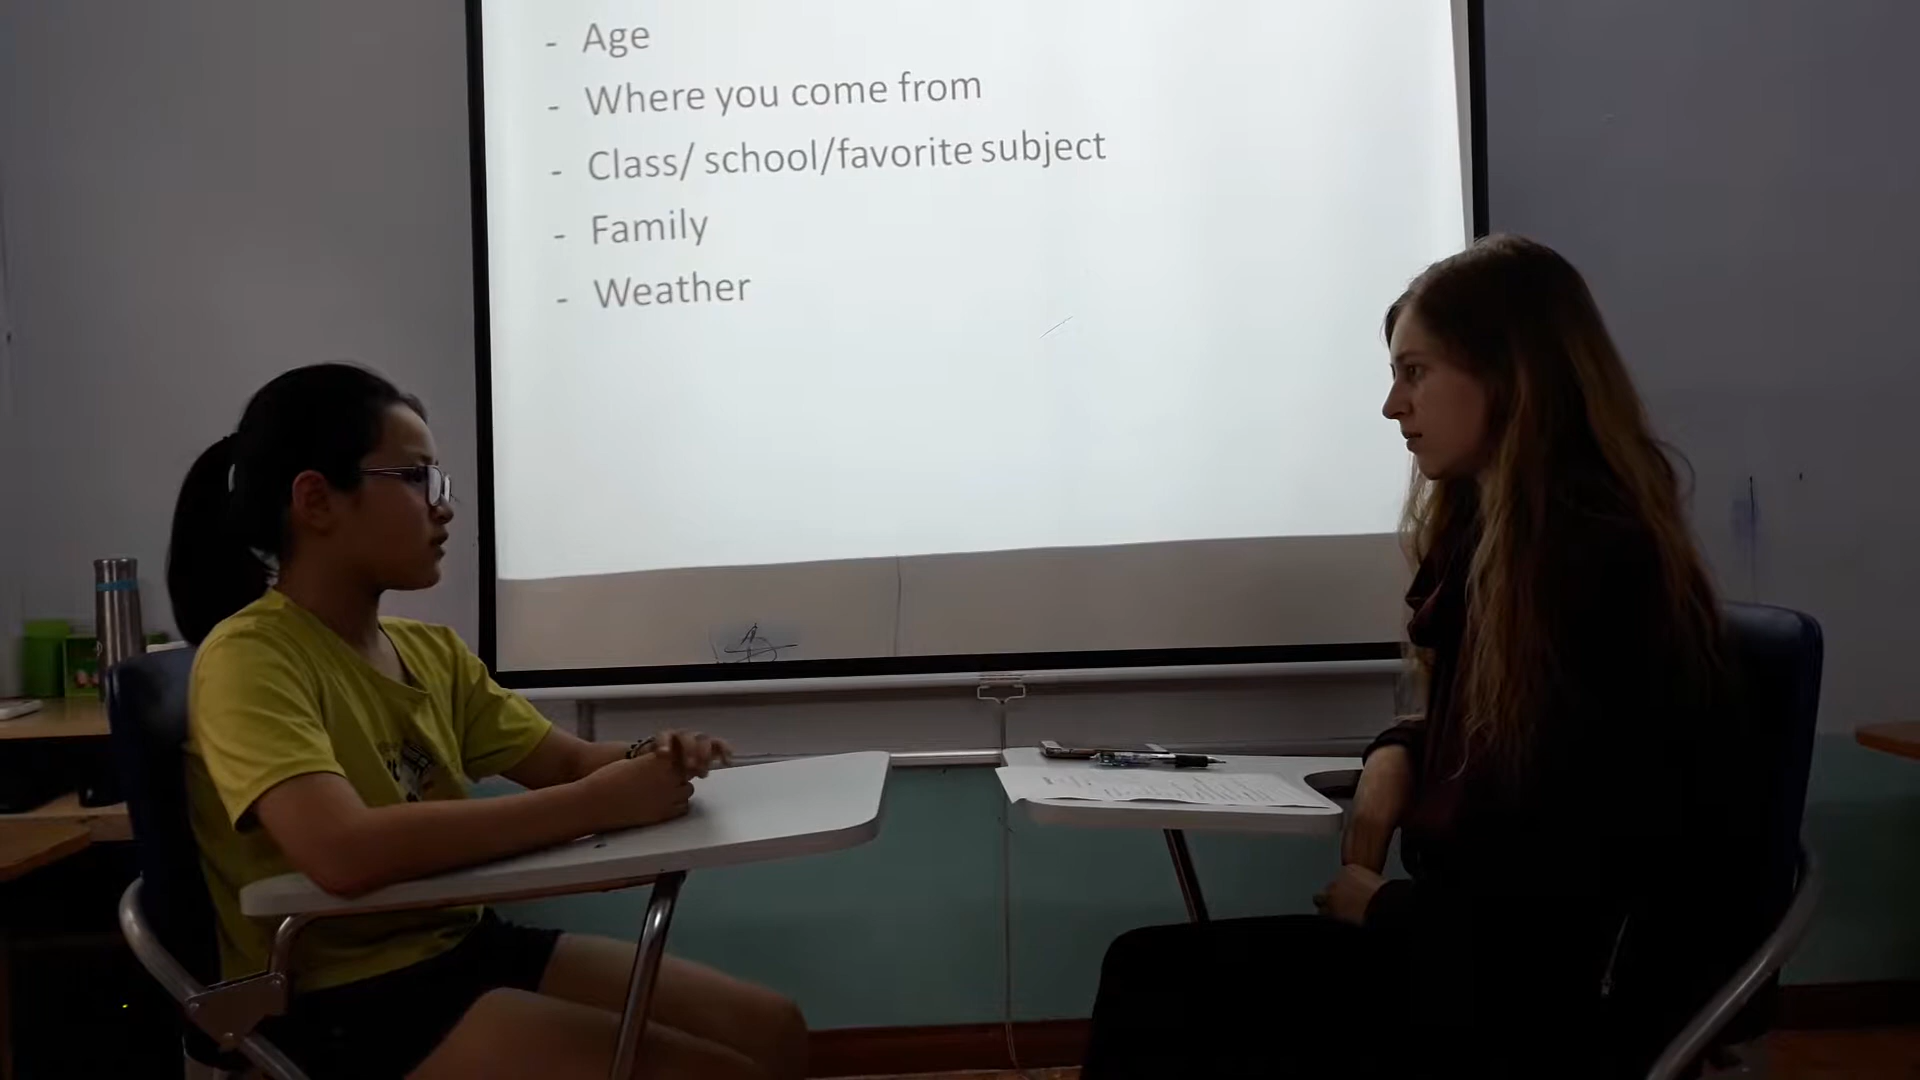 - Age
- Where you come from
- Class/ school/favorite subject
- Family
- Weather